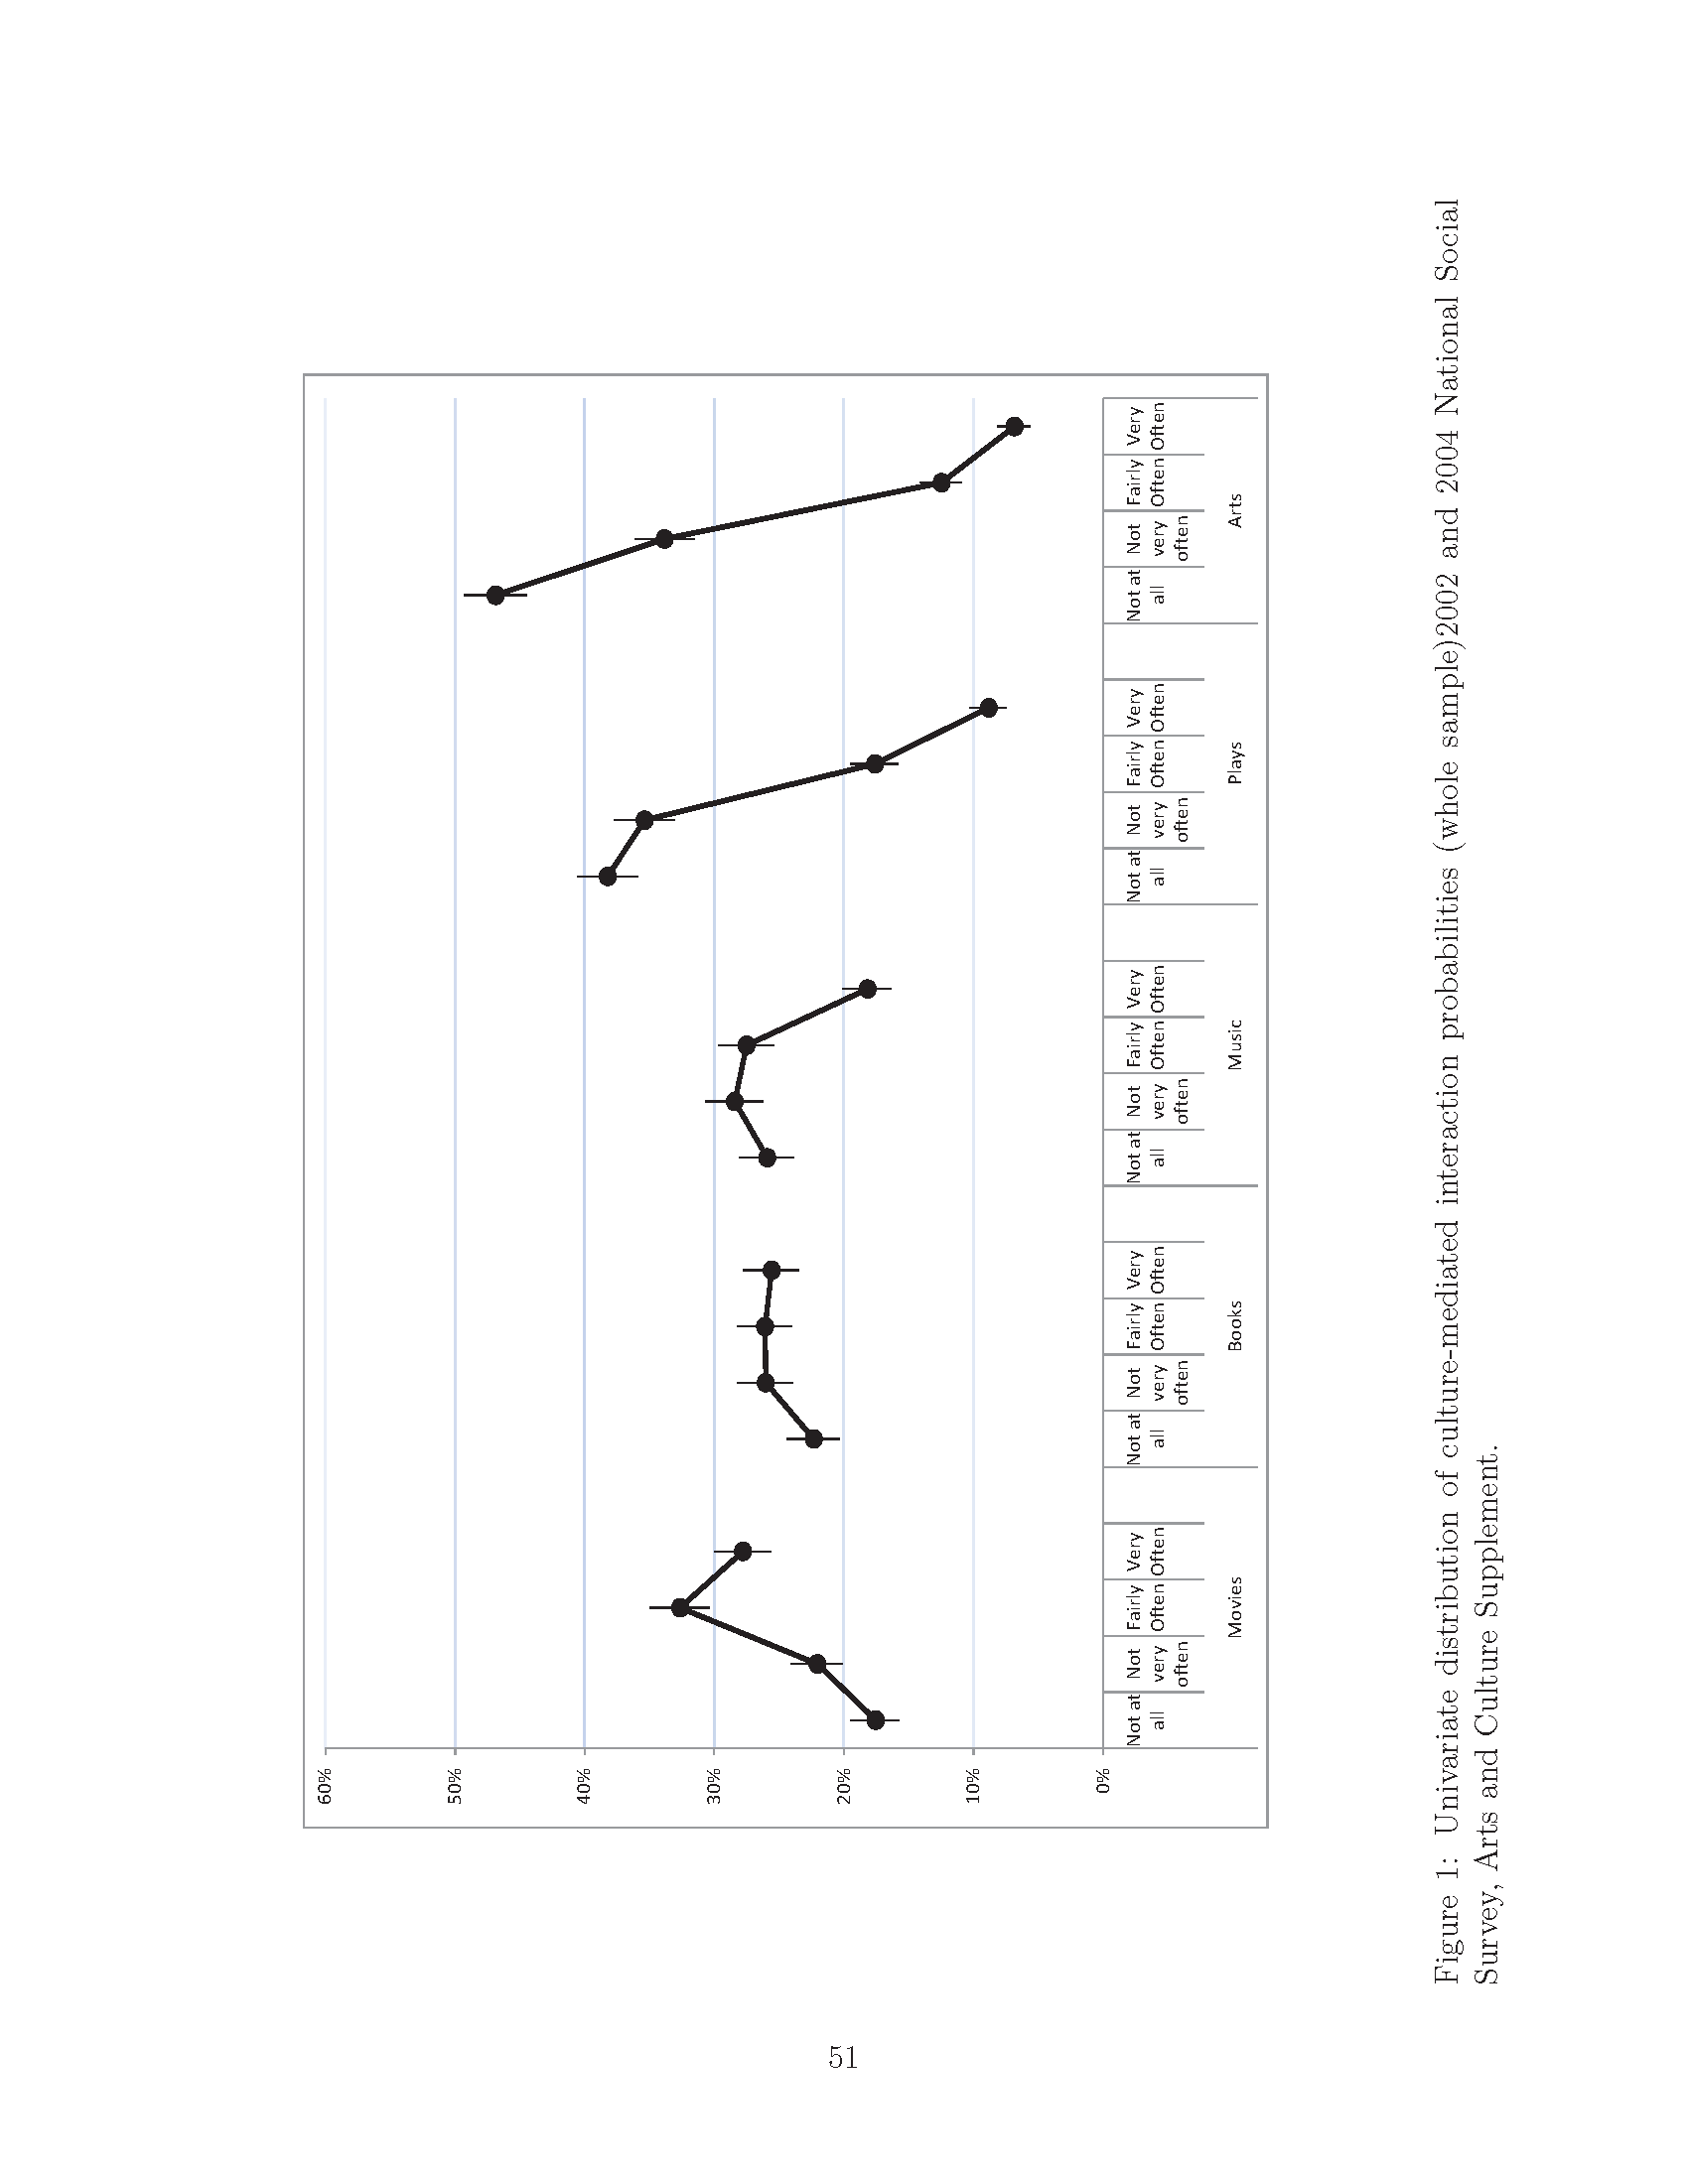 60%
50%
40%
30%
20%
10%
0%
Not at
all
Not
very
often
Fairly
Often
Very
Often
Not at
all
Not
very
often
Fairly
Often
Very
Often
Not at
all
Not
very
often
Fairly
Often
Very
Often
Not at
all
Not
very
often
Fairly
Often
Very
Often
Not at
all
Not
very
often
Fairly
Often
Very
Often
Movies
Books
Music
Plays
Arts
Figure 1: Univariate distribution of culture-mediated interaction probabilities (whole sample)2002 and 2004 National Social
Survey, Arts and Culture Supplement.
51